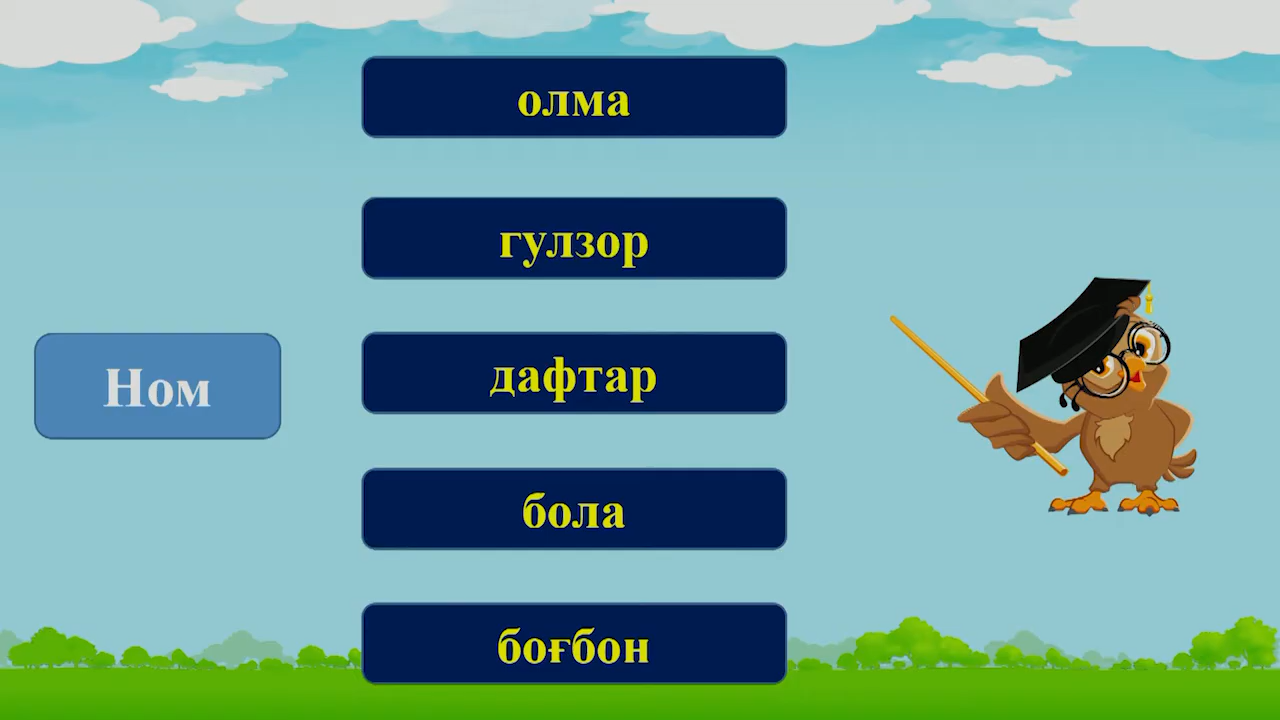 олма
гулзор
Ном
дафтар
бола
боғбон